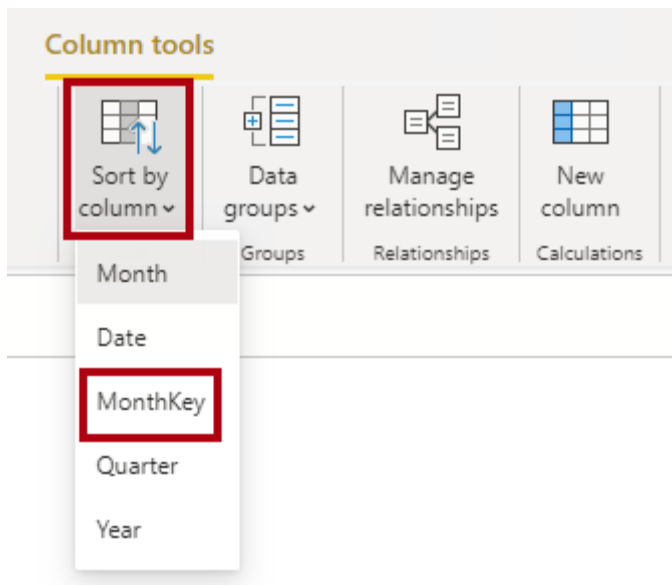 Column tools
Sort by
column
Data
groups
Manage
relationships
New
column
Groups
Relationships
Calculations
Month
Date
MonthKey
Quarter
Year